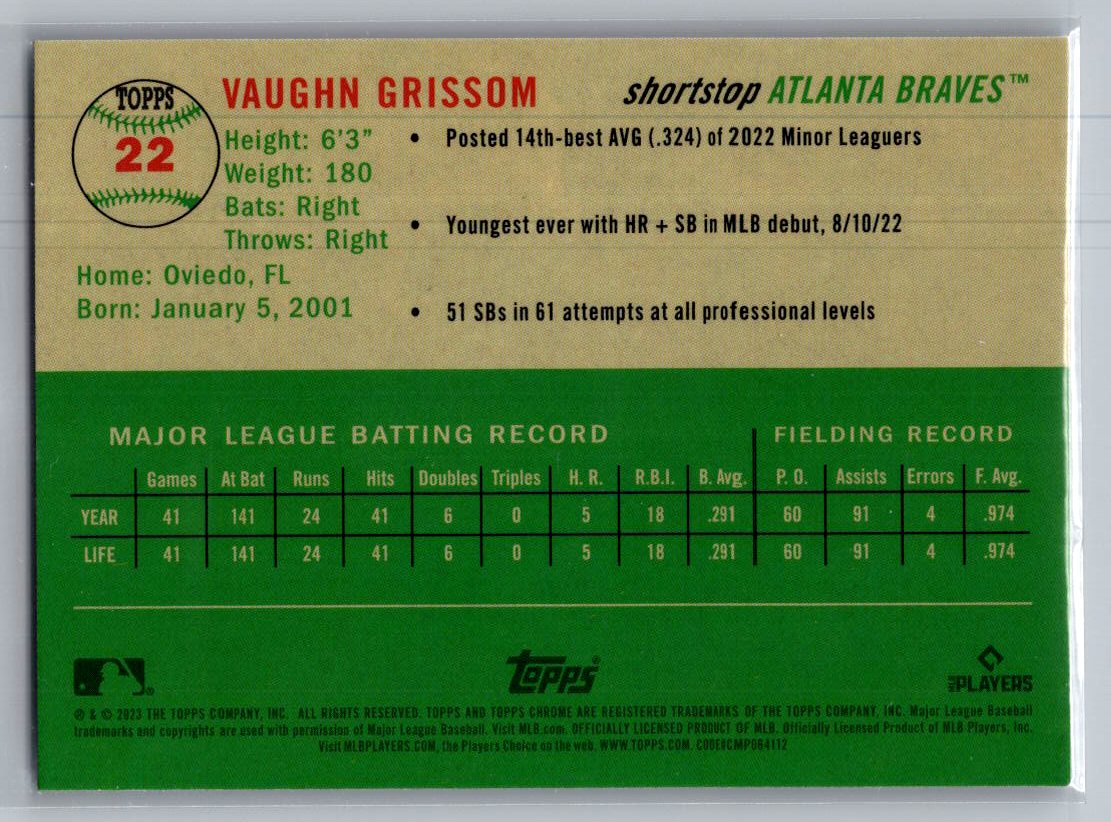 TOPPS
22
VAUGHN GRISSOM
shortstop ATLANTA BRAVES™
Height: 6'3"
Weight: 180
Bats: Right
Throws: Right
Home: Oviedo, FL
Born: January 5, 2001
• Posted 14th-best AVG (.324) of 2022 Minor Leaguers
• Youngest ever with HR + SB in MLB debut, 8/10/22
• 51 SBs in 61 attempts at all professional levels
MAJOR LEAGUE BATTING RECORD FIELDING RECORD
Games At Bat Runs Hits Doubles Triples H. R. R.B.I. B. Avg. P. O. Assists Errors F. Avg.
YEAR 41 141 24 41 6 0 5 18 .291 60 91 4 .974
LIFE 41 141 24 41 6 0 5 18 .291 60 91 4 .974
Topps®
MLB PLAYERS
® & © 2023 THE TOPPS COMPANY, INC. ALL RIGHTS RESERVED. TOPPS AND TOPPS CHROME ARE REGISTERED TRADEMARKS OF THE TOPPS COMPANY, INC. Major League Baseball
trademarks and copyrights are used with permission of Major League Baseball. Visit MLB.com. OFFICIALLY LICENSED PRODUCT OF MLB. Officially Licensed Product of MLB Players, Inc.
Visit MLBPLAYERS.COM, the Players Choice on the web. WWW.TOPPS.COM. CODE#CMP084112